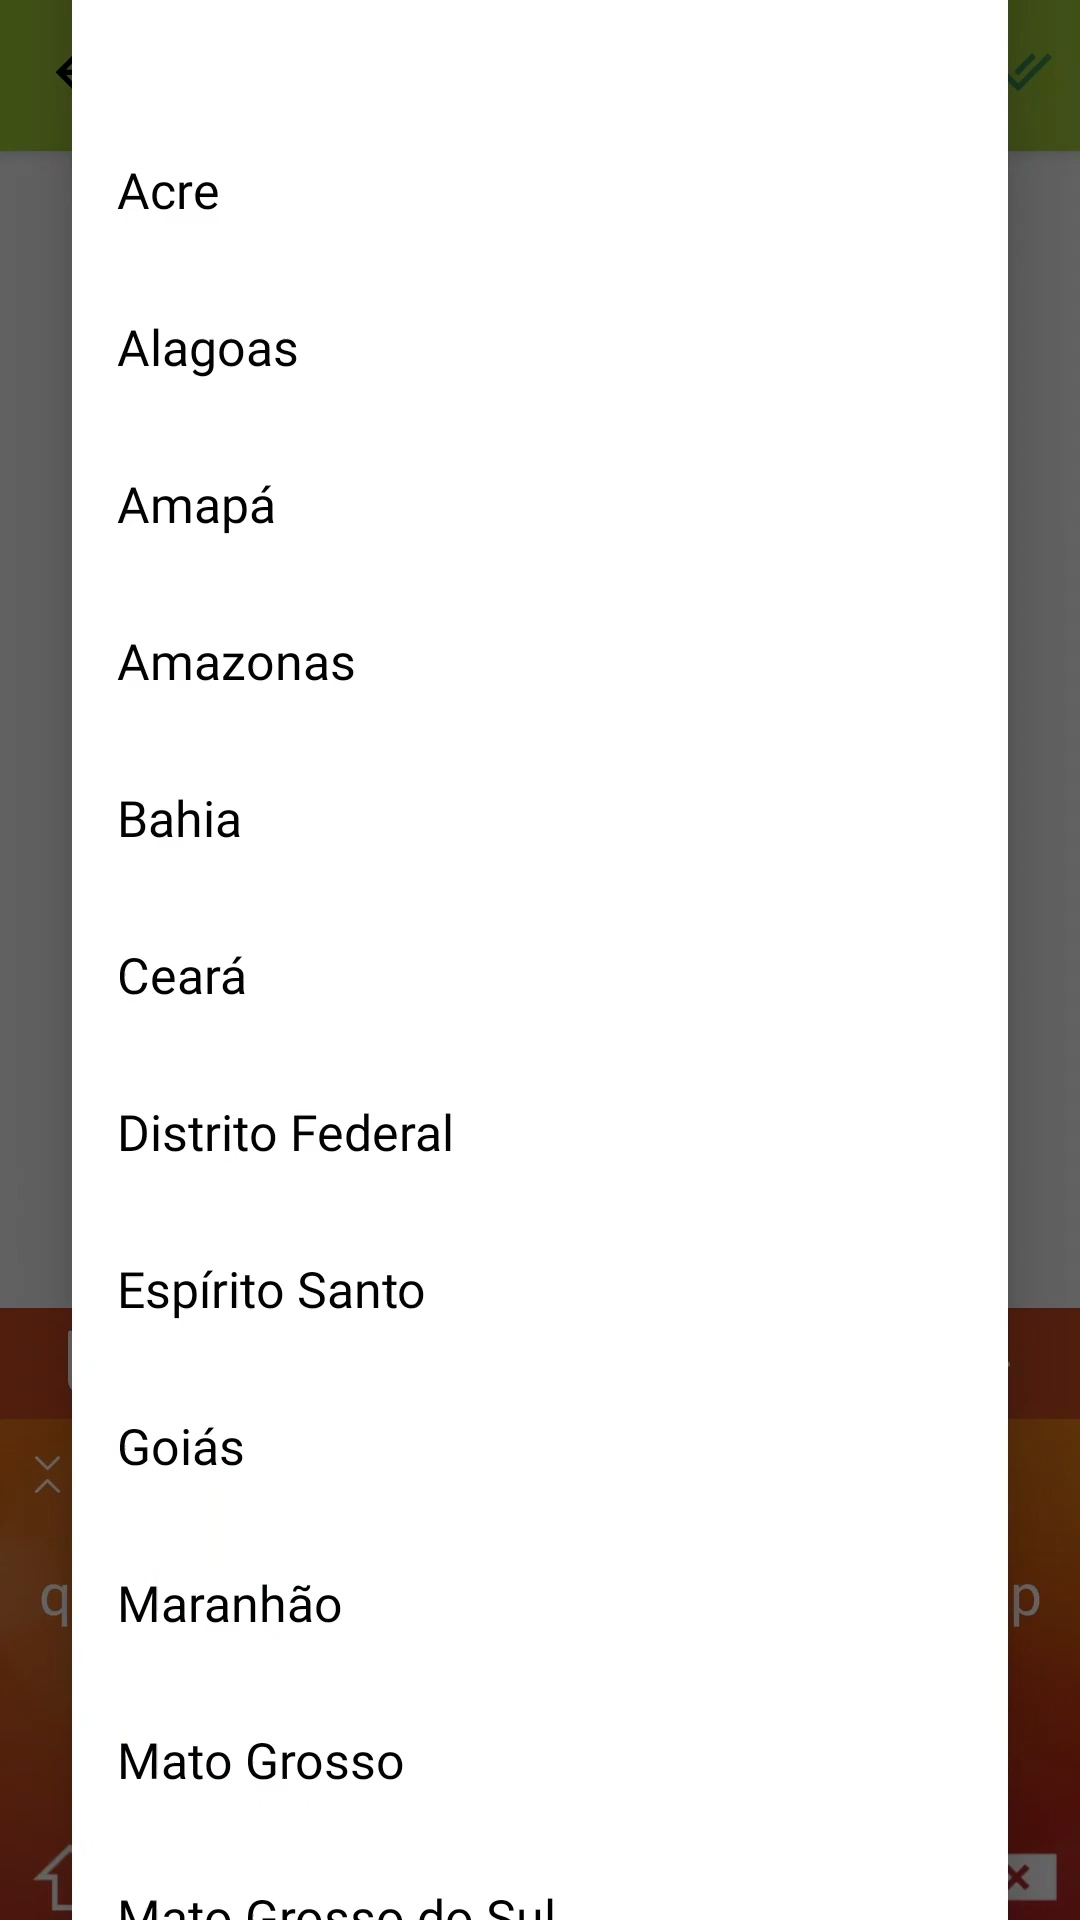 Acre
Alagoas
Amapá
Amazonas
Bahia
Ceará
Distrito Federal
Espírito Santo
Goiás
q
Maranhão
p
Mato Grosso
Mato Grosso do Sul